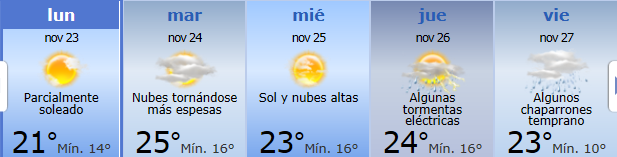 lun
nov 23
Parcialmente
soleado
21° Mín. 14°
mar
nov 24
Nubes tornándose
más espesas
25° Mín. 16°
mié
nov 25
Sol y nubes altas
23° Mín. 16°
jue
nov 26
Algunas
tormentas
eléctricas
24° Mín. 16°
vie
nov 27
Algunos
chaparrones
temprano
23° Mín. 10°